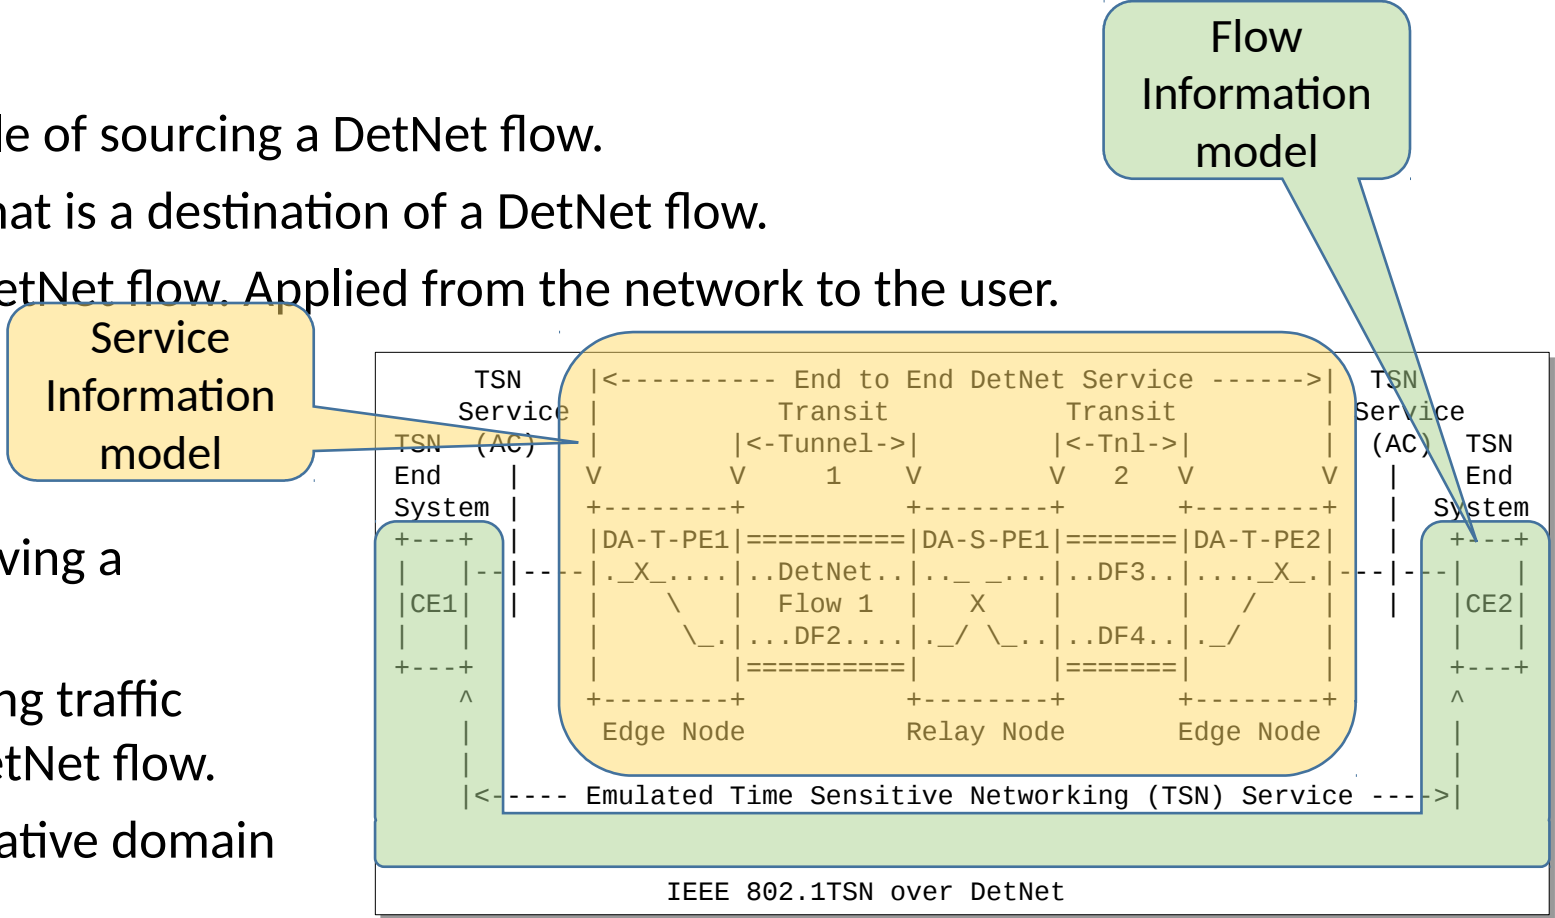 Flow
Information
model
le of sourcing a DetNet flow.
hat is a destination of a DetNet flow.
etNet flow. Applied from the network to the user.
Service
Information
model
ving a
ng traffic
etNet flow.
ative domain
      TSN    |<---------- End to End DetNet Service ------>|  TSN
     Service |           Transit           Transit         | Service
 TSN  (AC)   |        |<-Tunnel->|        |<-Tnl->|        |  (AC)  TSN
 End    |    V        V     1    V        V   2   V        V   |    End
 System |    +--------+          +--------+       +--------+   |  System
 +---+  |    |DA-T-PE1|==========|DA-S-PE1|=======|DA-T-PE2|   |   +---+
 |   |--|----|._X_....|..DetNet..|.._ _...|..DF3..|...._X_.|---|---|   |
 |CE1|  |    |    \   |  Flow 1  |   X    |       |   /    |   |   |CE2|
 |   |       |     \_.|...DF2....|._/ \_..|..DF4..|._/     |       |   |
 +---+       |        |==========|        |=======|        |       +---+
     ^       +--------+          +--------+       +--------+       ^
     |        Edge Node          Relay Node       Edge Node        |
     |                                                             |
     |<----- Emulated Time Sensitive Networking (TSN) Service ---->|
IEEE 802.1TSN over DetNet